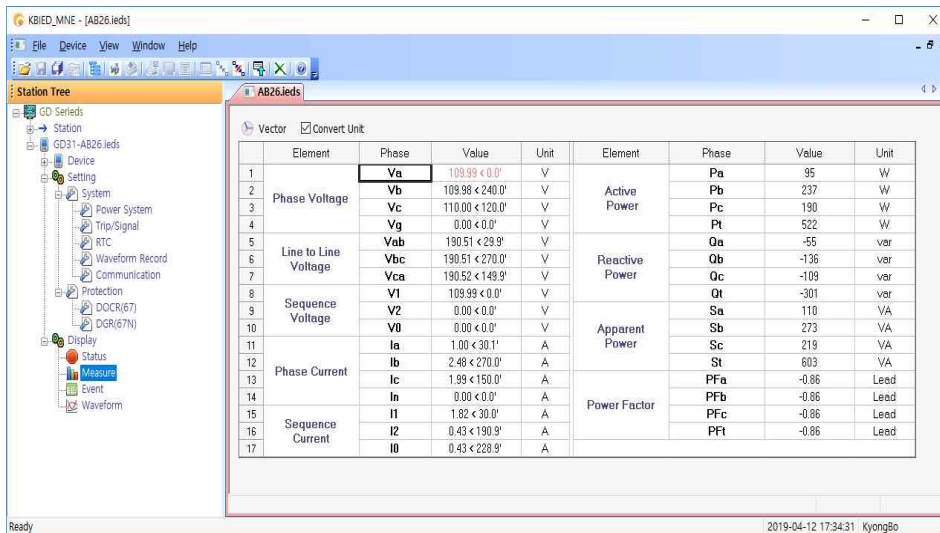 KBIED_MNE - [AB26.ieds]
File Device View Window Help
Station Tree
AB26.ieds
GD Serieds
Station
GD31-AB26.ieds
Device
Setting
System
Power System
Trip/Signal
RTC
Waveform Record
Communication
Protection
DOCR(67)
DGR(67N)
Display
Status
Measure
Event
Waveform
Vector Convert Unit
Element Phase Value Unit Element Phase Value Unit
1 Phase Voltage Va 109.99 < 0.0' V Active Power Pa 95 W
2 Vb 109.98 < 240.0' V Pb 237 W
3 Vc 110.00 < 120.0' V Pc 190 W
4 Vg 0.00 < 0.0' V Pt 522 W
5 Line to Line Voltage Vab 190.51 < 29.9' V Reactive Power Qa -55 var
6 Vbc 190.51 < 270.0' V Qb -136 var
7 Vca 190.52 < 149.9' V Qc -109 var
8 Sequence Voltage V1 109.99 < 0.0' V Qt -301 var
9 V2 0.00 < 0.0' V Apparent Power Sa 110 VA
10 V0 0.00 < 0.0' V Sb 273 VA
11 Phase Current Ia 1.00 < 30.1' A Sc 219 VA
12 Ib 2.48 < 270.0' A St 603 VA
13 Ic 1.99 < 150.0' A Power Factor PFa -0.86 Lead
14 In 0.00 < 0.0' A PFb -0.86 Lead
15 Sequence Current I1 1.82 < 30.0' A PFc -0.86 Lead
16 I2 0.43 < 190.9' A PFt -0.86 Lead
17 I0 0.43 < 228.9' A
Ready 2019-04-12 17:34:31 KyongBo